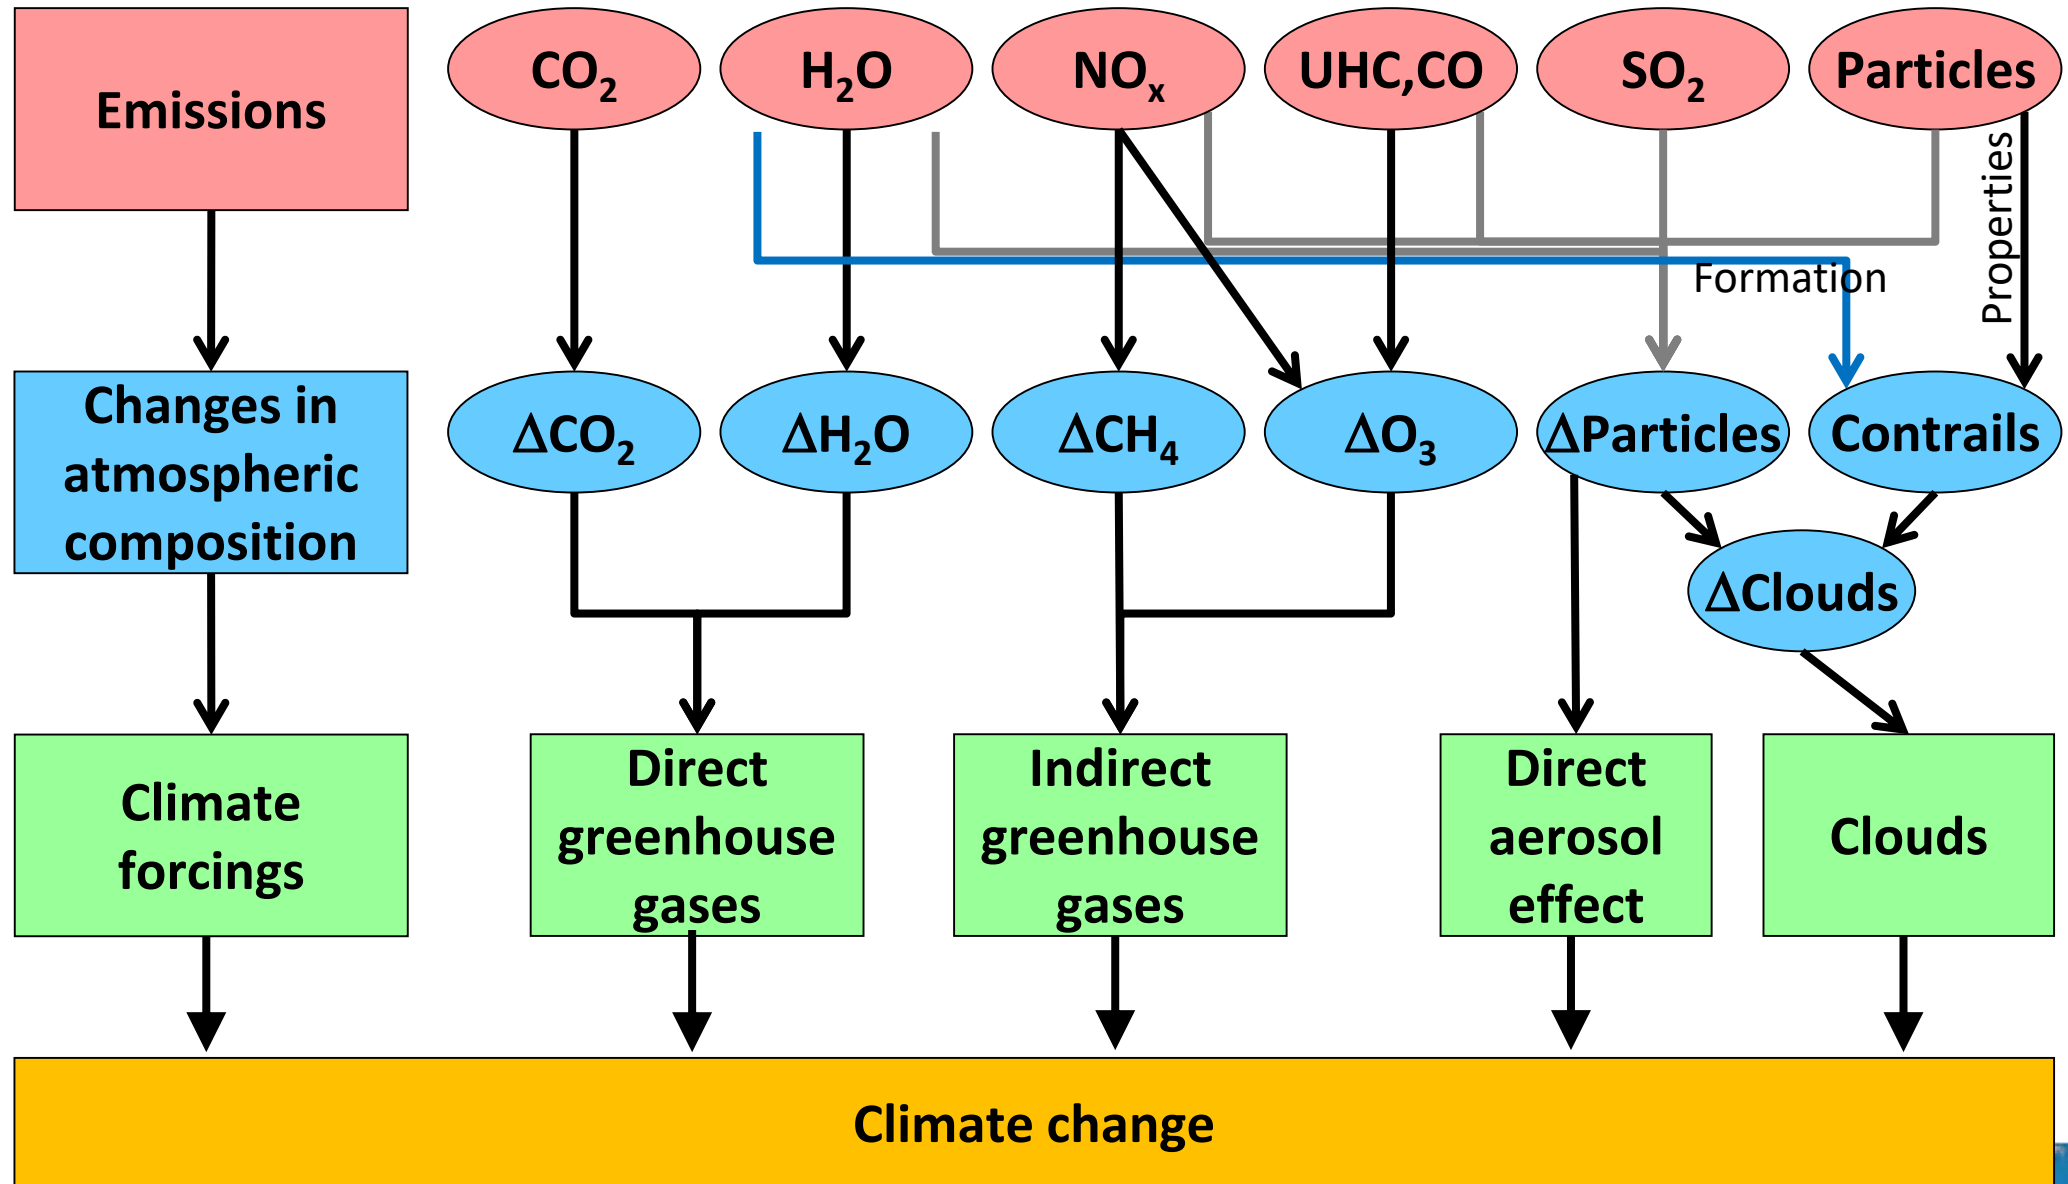 Emissions
CO₂
H₂O
NOₓ
UHC,CO
SO₂
Particles
Properties
Formation
Changes in
atmospheric
composition
ΔCO₂
ΔH₂O
ΔCH₄
ΔO₃
ΔParticles
Contrails
ΔClouds
Climate
forcings
Direct
greenhouse
gases
Indirect
greenhouse
gases
Direct
aerosol
effect
Clouds
Climate change